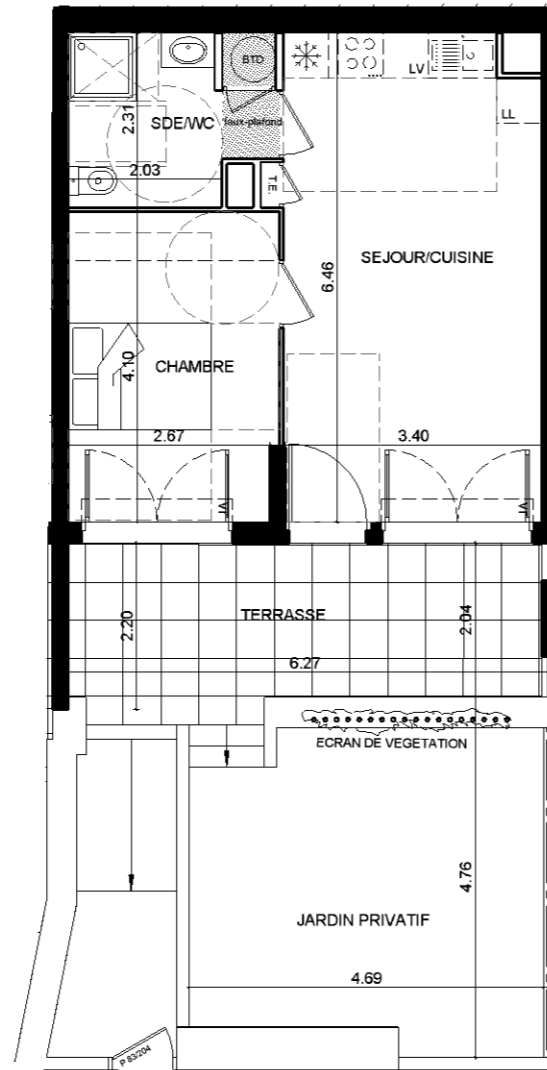 BTD
LV
2.31
SDE/WC
faux-plafond
LL
2.03
T.E.
SEJOUR/CUISINE
6.46
4.10
CHAMBRE
2.67
3.40
VL
VL
2.20
TERRASSE
2.04
6.27
ECRAN DE VEGETATION
4.76
JARDIN PRIVATIF
4.69
P 83/204